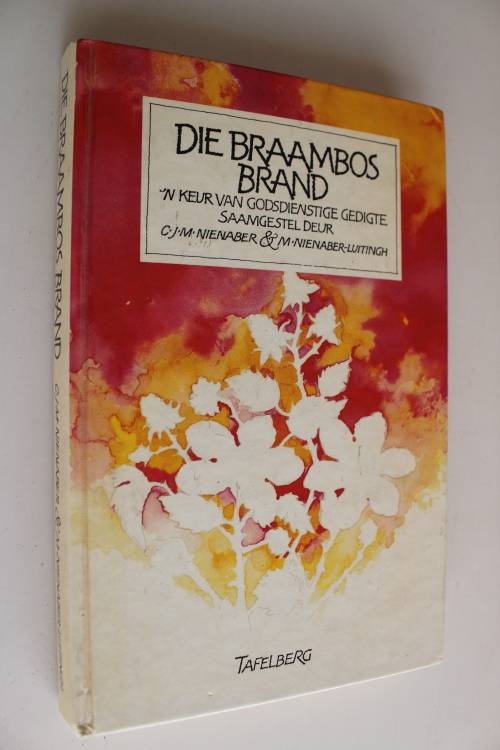 DIE BRAAMBOS
BRAND
'N KEUR VAN GODSDIENSTIGE GEDIGTE
SAAMGESTEL DEUR
C·J·M·NIENABER & M·NIENABER-LUITINGH
TAFELBERG
DIE BRAAMBOS BRAND